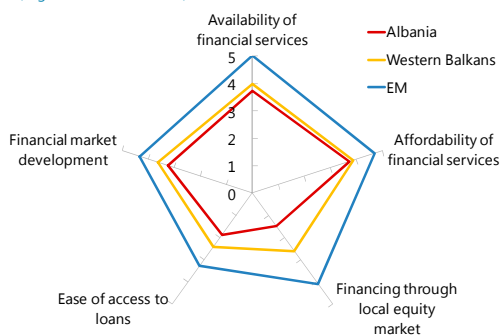 Availability of
financial services
Albania
Western Balkans
EM
5
4
3
2
1
0
Financial market
development
Affordability of
financial services
Ease of access to
loans
Financing through
local equity
market